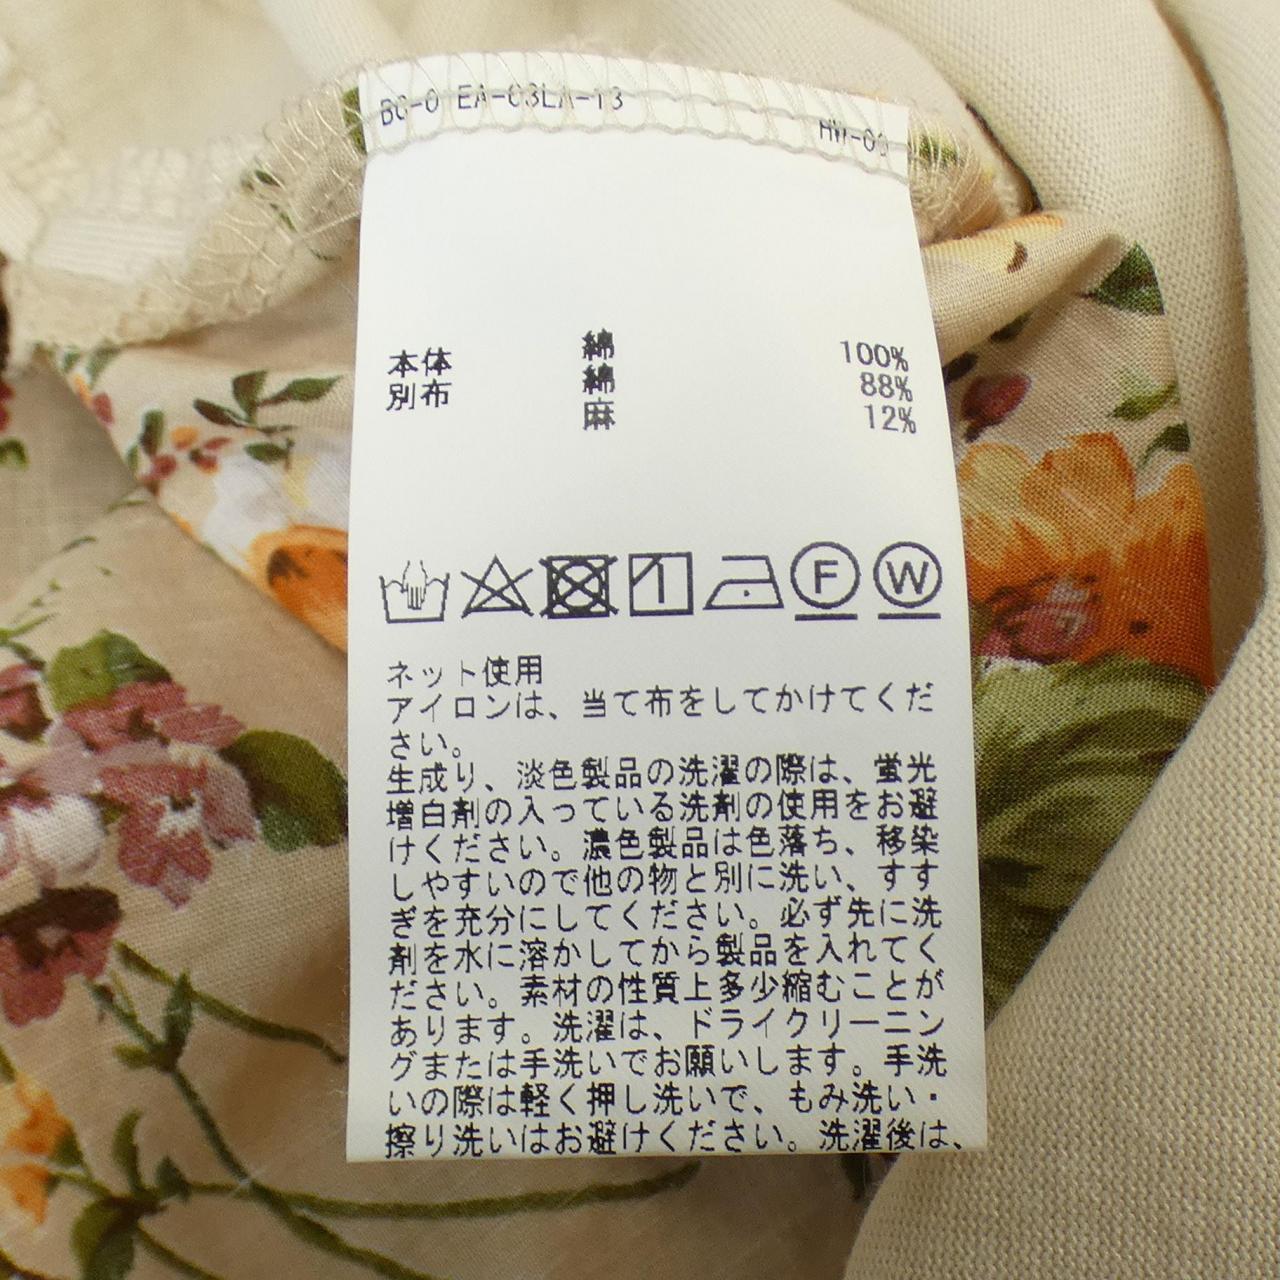 BC-0 EA-03LA-13
HW-00
本体 綿 100%
別布 綿 88%
麻 12%
F W
ネット使用
アイロンは、当て布をしてかけてくだ
さい。
生成り、淡色製品の洗濯の際は、蛍光
増白剤の入っている洗剤の使用をお避
けください。濃色製品は色落ち、移染
しやすいので他の物と別に洗い、すす
ぎを充分にしてください。必ず先に洗
剤を水に溶かしてから製品を入れてく
ださい。素材の性質上多少縮むことが
あります。洗濯は、ドライクリーニン
グまたは手洗いでお願いします。手洗
いの際は軽く押し洗いで、もみ洗い・
擦り洗いはお避けください。洗濯後は、